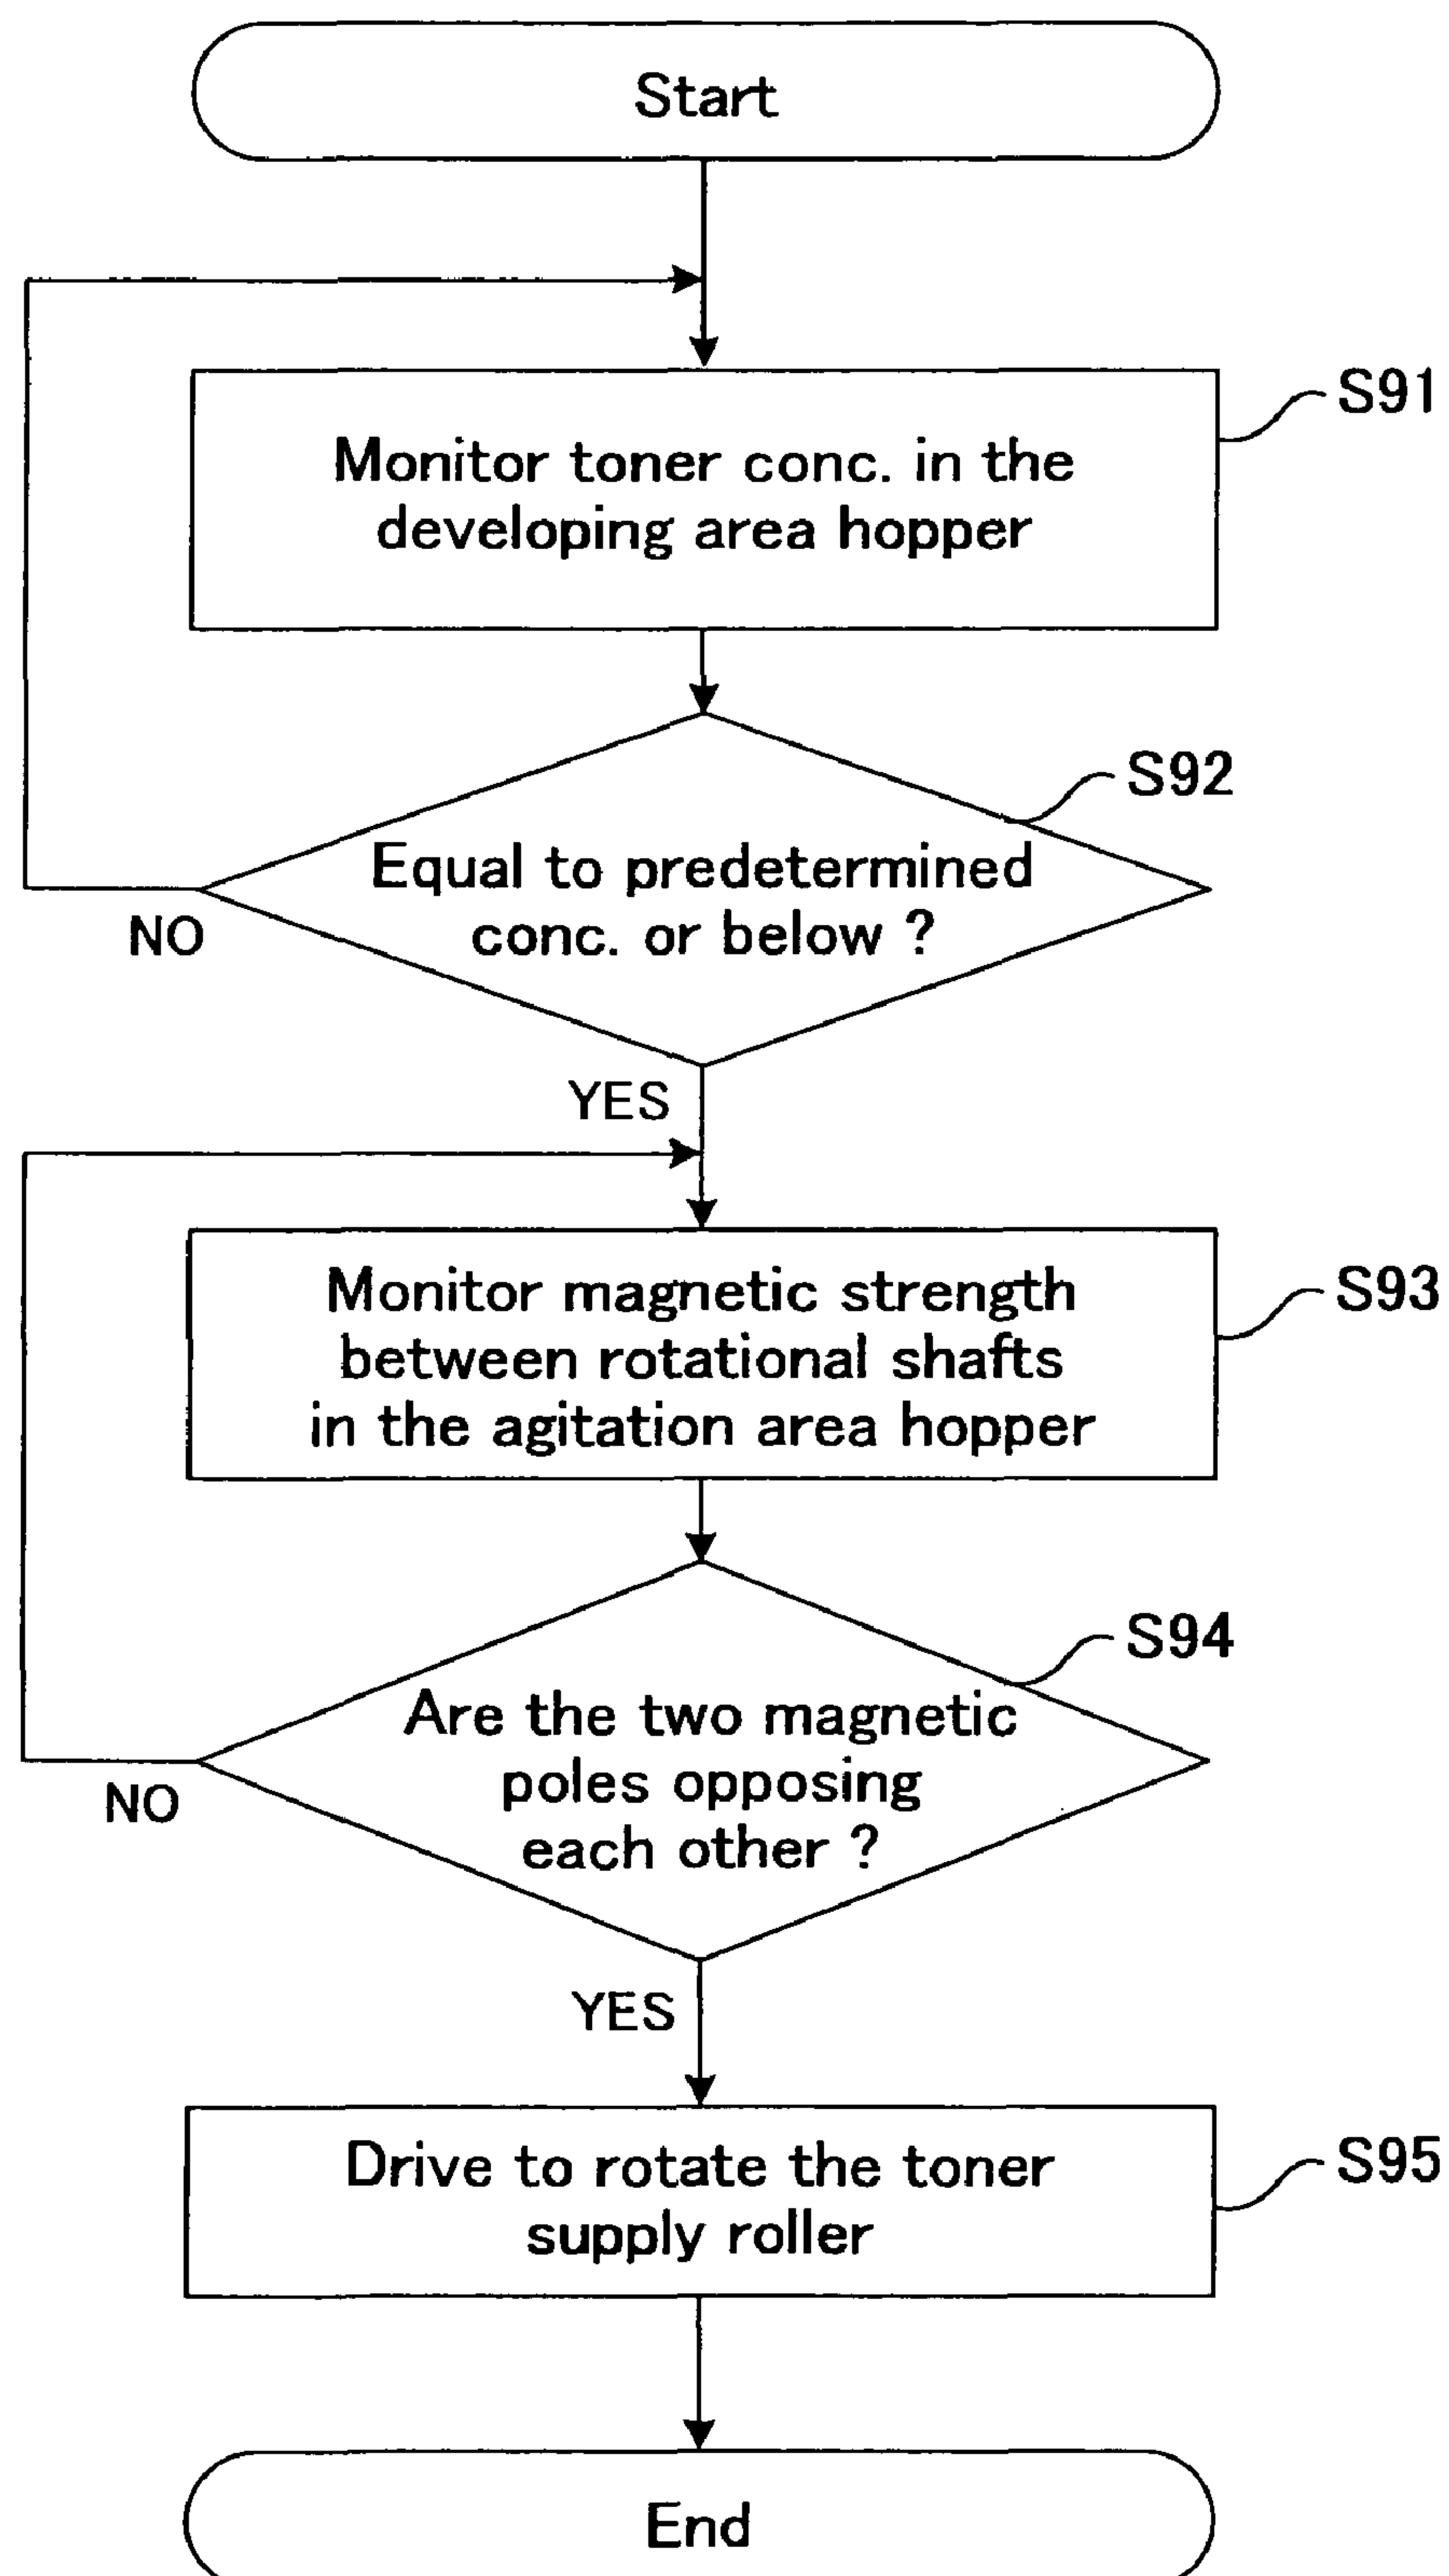 Start
S91
Monitor toner conc. in the
developing area hopper
S92
Equal to predetermined
conc. or below ?
NO
YES
S93
Monitor magnetic strength
between rotational shafts
in the agitation area hopper
S94
Are the two magnetic
poles opposing
each other ?
NO
YES
S95
Drive to rotate the toner
supply roller
End